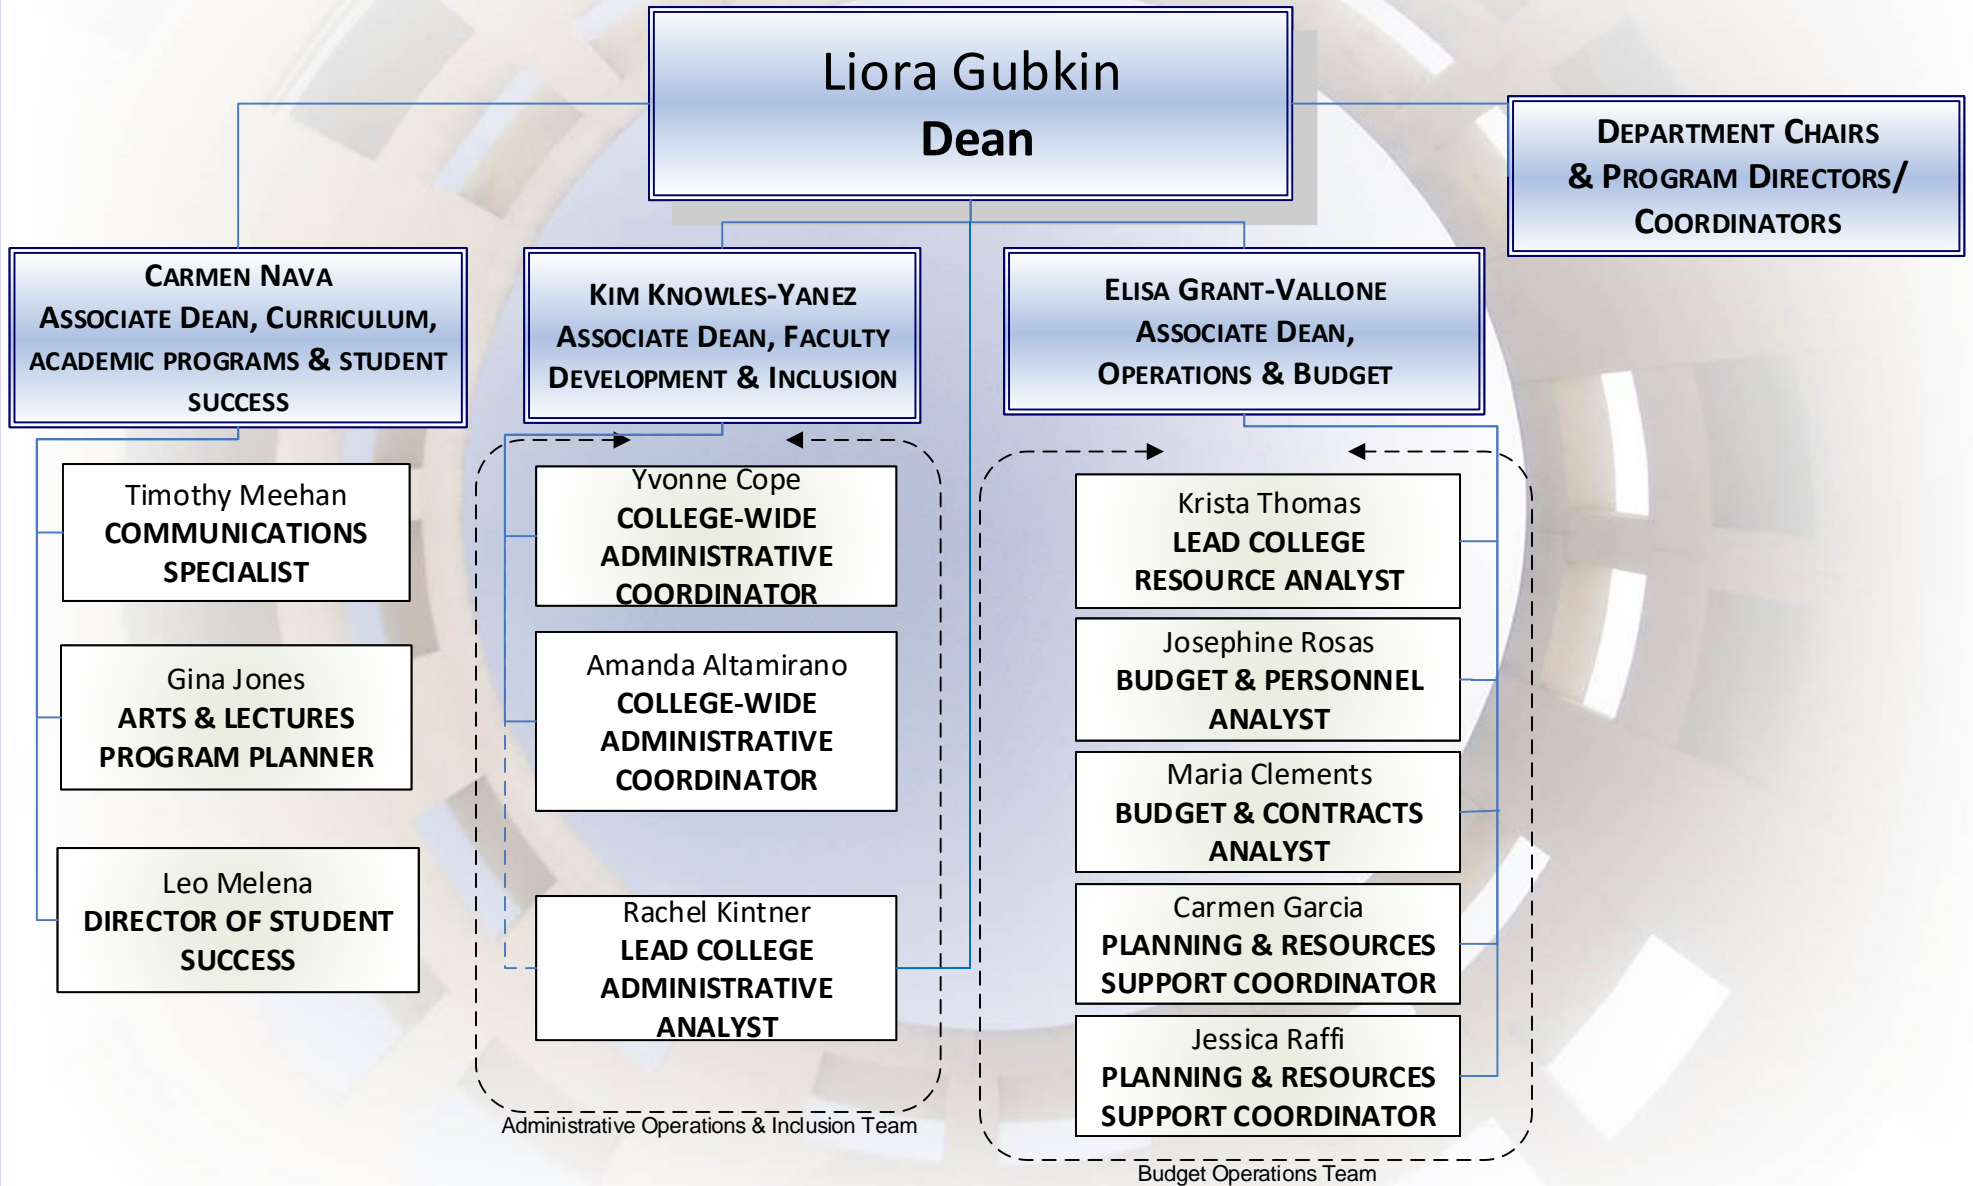 Liora Gubkin
Dean
DEPARTMENT CHAIRS
& PROGRAM DIRECTORS/
COORDINATORS
CARMEN NAVA
ASSOCIATE DEAN, CURRICULUM,
ACADEMIC PROGRAMS & STUDENT
SUCCESS
KIM KNOWLES-YANEZ
ASSOCIATE DEAN, FACULTY
DEVELOPMENT & INCLUSION
ELISA GRANT-VALLONE
ASSOCIATE DEAN,
OPERATIONS & BUDGET
Timothy Meehan
COMMUNICATIONS
SPECIALIST
Gina Jones
ARTS & LECTURES
PROGRAM PLANNER
Leo Melena
DIRECTOR OF STUDENT
SUCCESS
Yvonne Cope
COLLEGE-WIDE
ADMINISTRATIVE
COORDINATOR
Amanda Altamirano
COLLEGE-WIDE
ADMINISTRATIVE
COORDINATOR
Rachel Kintner
LEAD COLLEGE
ADMINISTRATIVE
ANALYST
Administrative Operations & Inclusion Team
Krista Thomas
LEAD COLLEGE
RESOURCE ANALYST
Josephine Rosas
BUDGET & PERSONNEL
ANALYST
Maria Clements
BUDGET & CONTRACTS
ANALYST
Carmen Garcia
PLANNING & RESOURCES
SUPPORT COORDINATOR
Jessica Raffi
PLANNING & RESOURCES
SUPPORT COORDINATOR
Budget Operations Team